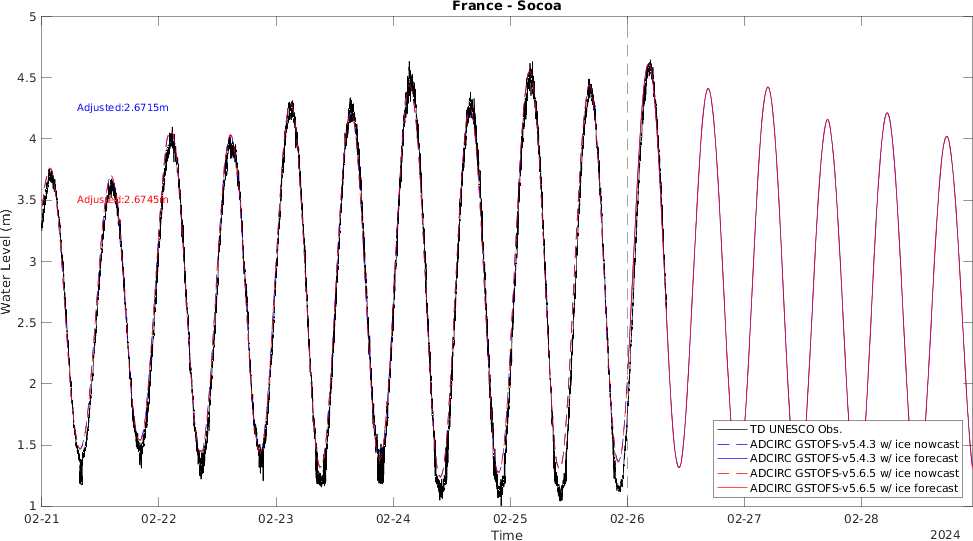 France - Socoa
5
4.5
4
3.5
3
2.5
2
1.5
1
Water Level (m)
Adjusted:2.6715m
Adjusted:2.6745m
TD UNESCO Obs.
ADCIRC GSTOFS-v5.4.3 w/ ice nowcast
ADCIRC GSTOFS-v5.4.3 w/ ice forecast
ADCIRC GSTOFS-v5.6.5 w/ ice nowcast
ADCIRC GSTOFS-v5.6.5 w/ ice forecast
02-21 02-22 02-23 02-24 02-25 02-26 02-27 02-28
Time
2024